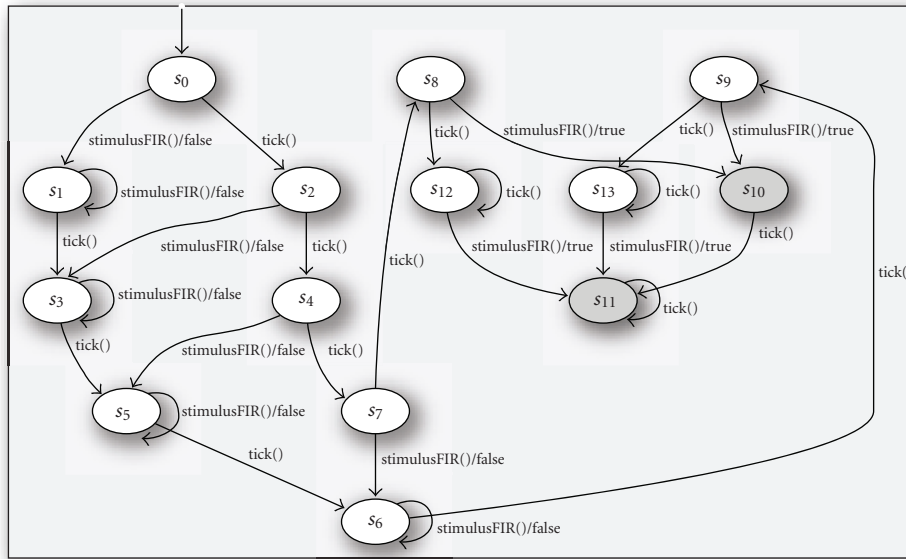 s0
s8
s9
stimulusFIR()/false
tick()
tick()
stimulusFIR()/true
tick()
stimulusFIR()/true
s1
stimulusFIR()/false
s2
s12
tick()
s13
tick()
s10
tick()
stimulusFIR()/false
tick()
stimulusFIR()/true
stimulusFIR()/true
tick()
tick()
tick()
s3
stimulusFIR()/false
s4
s11
tick()
tick()
stimulusFIR()/false
tick()
s5
stimulusFIR()/false
s7
tick()
stimulusFIR()/false
s6
stimulusFIR()/false